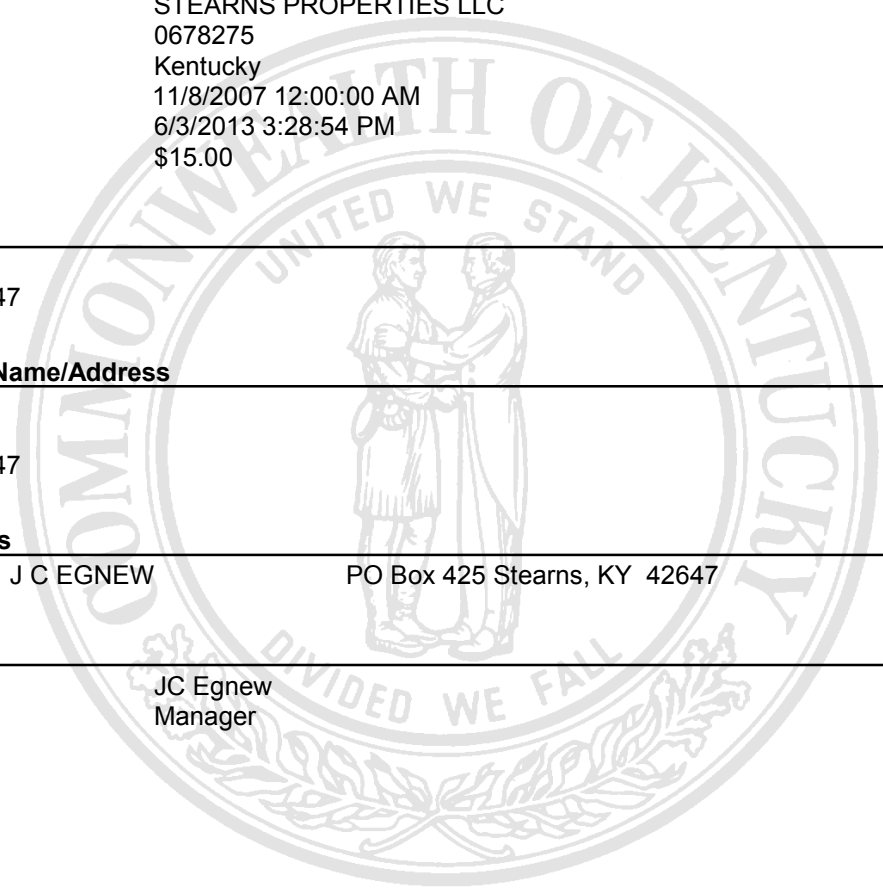 STEARNS PROPERTIES LLC
0678275
Kentucky
11/8/2007 12:00:00 AM
6/3/2013 3:28:54 PM
$15.00
COMMONWEALTH OF KENTUCKY
UNITED WE STAND
47
Name/Address
47
s
J C EGNEW PO Box 425 Stearns, KY 42647
DIVIDED WE FALL
JC Egnew
Manager